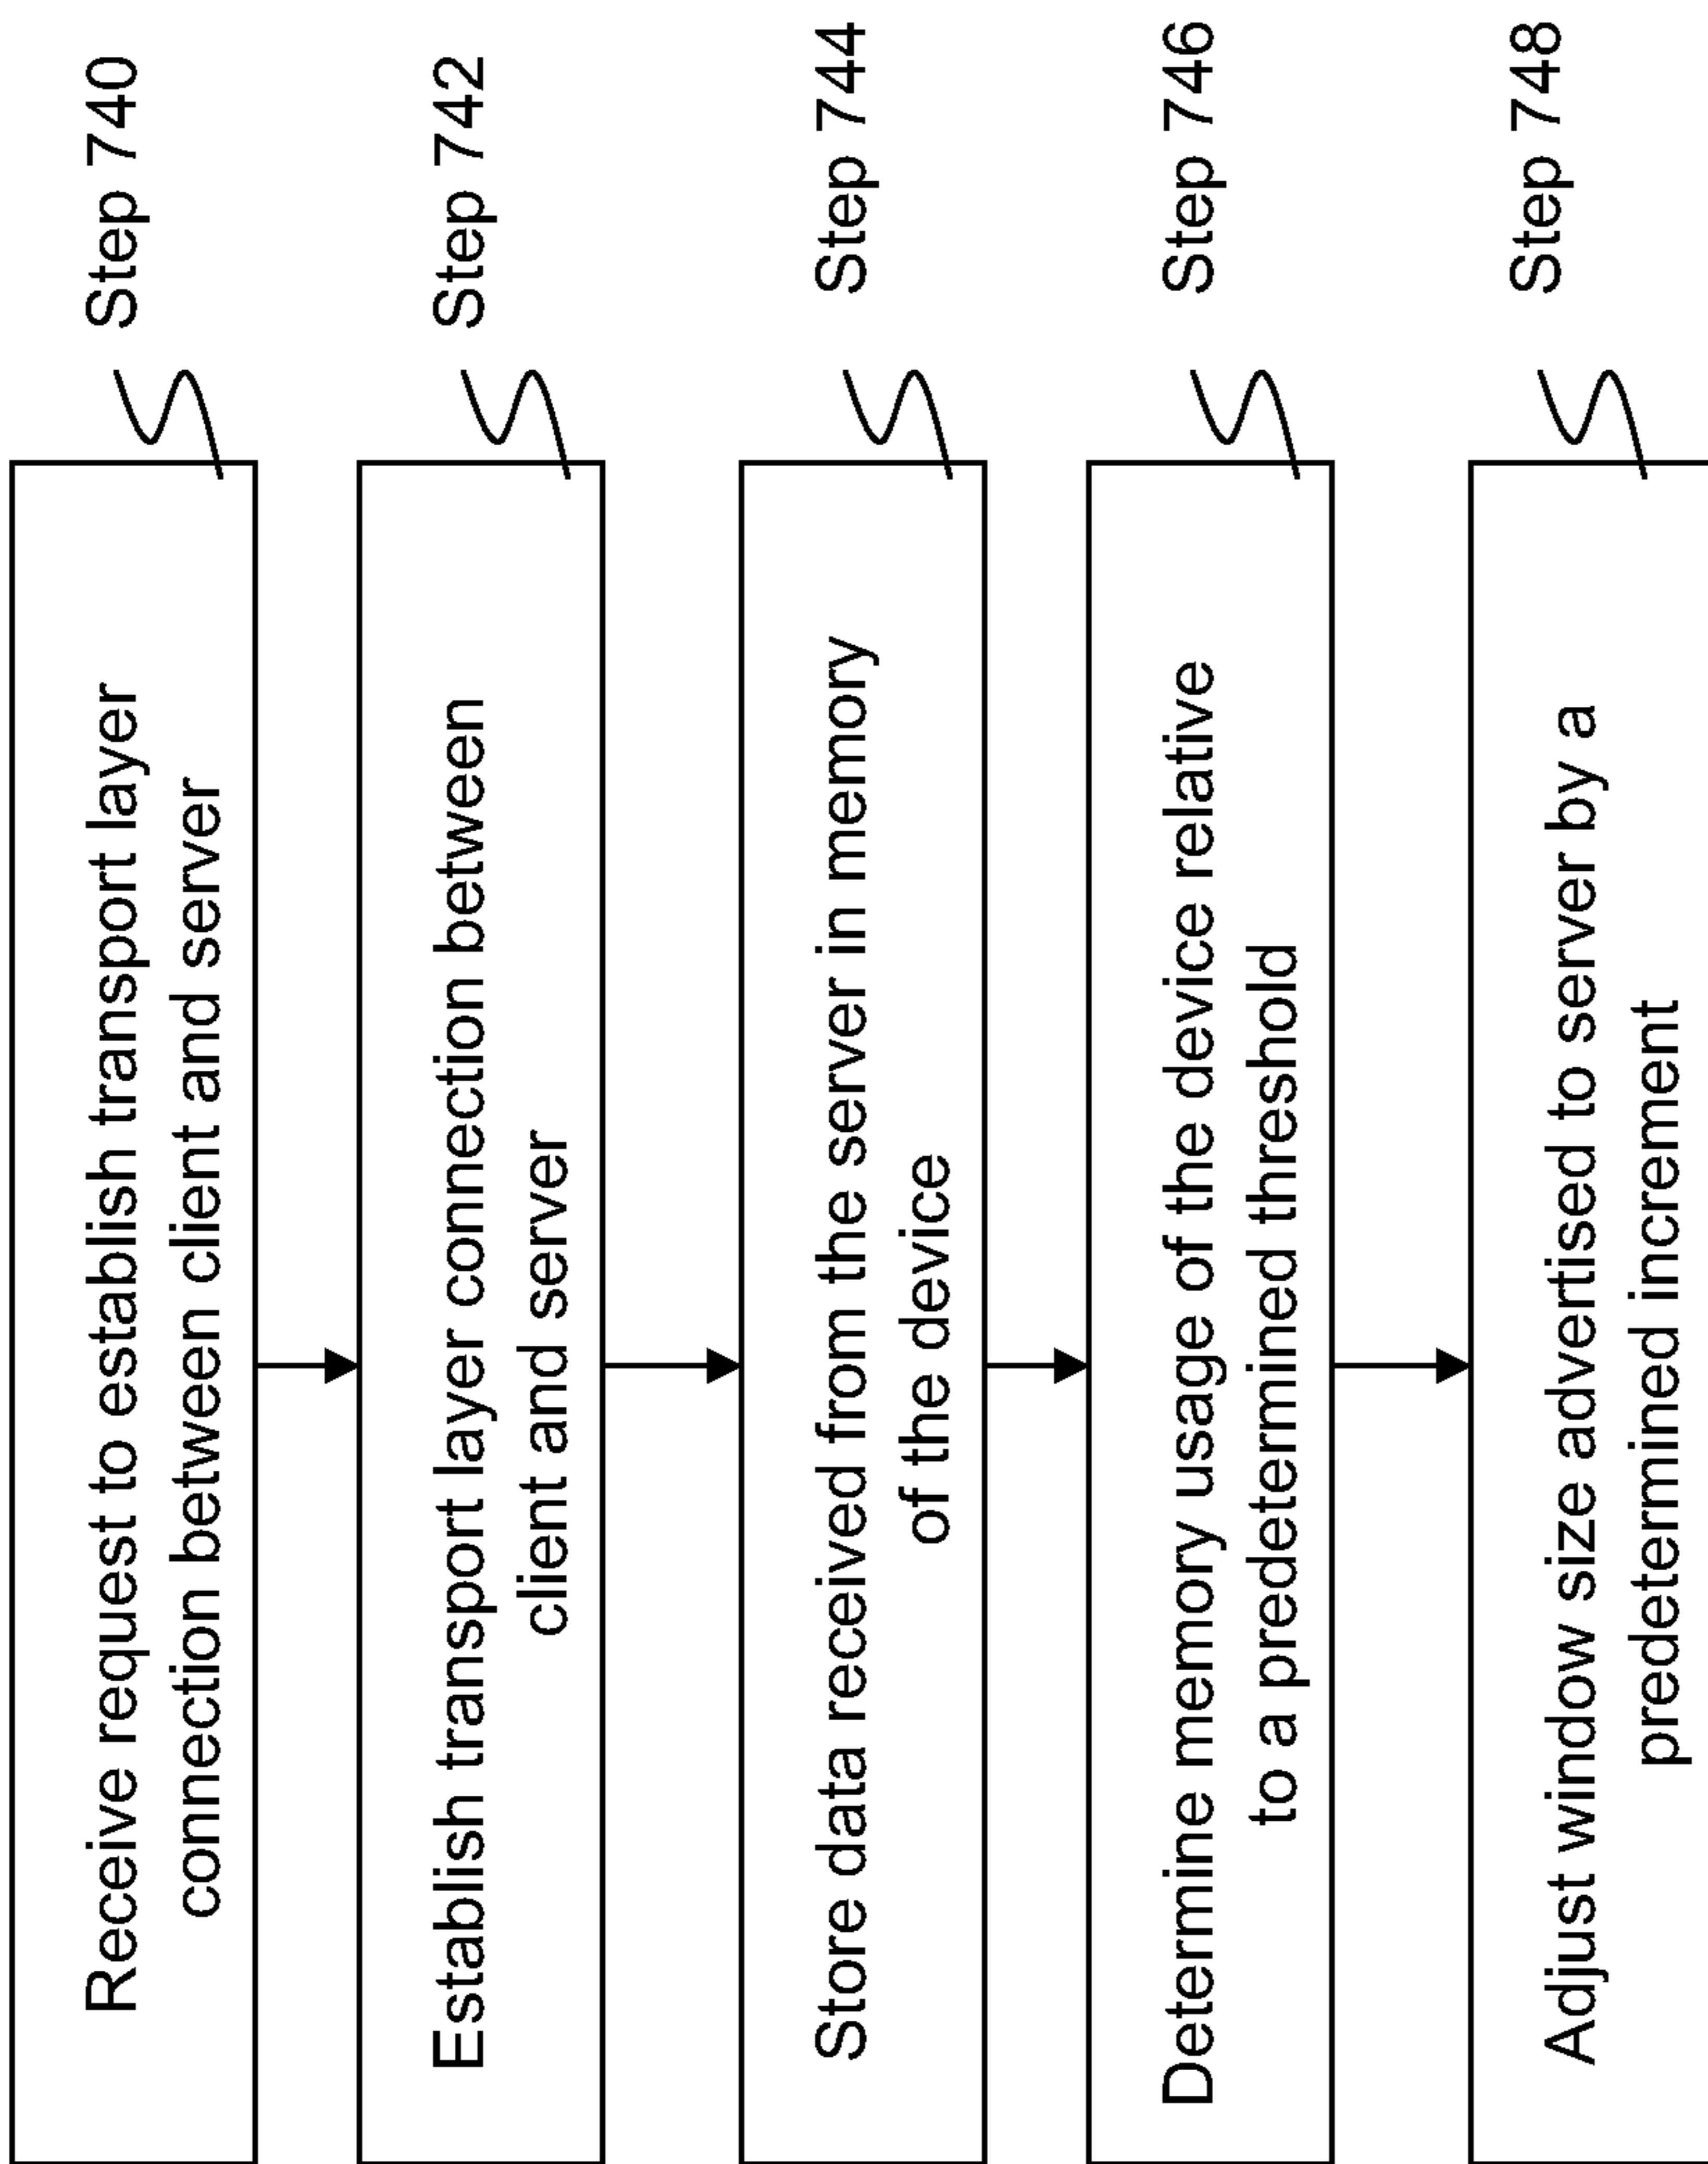 Receive request to establish transport layer
connection between client and server
Step 740
Establish transport layer connection between
client and server
Step 742
Store data received from the server in memory
of the device
Step 744
Determine memory usage of the device relative
to a predetermined threshold
Step 746
Adjust window size advertised to server by a
predetermined increment
Step 748